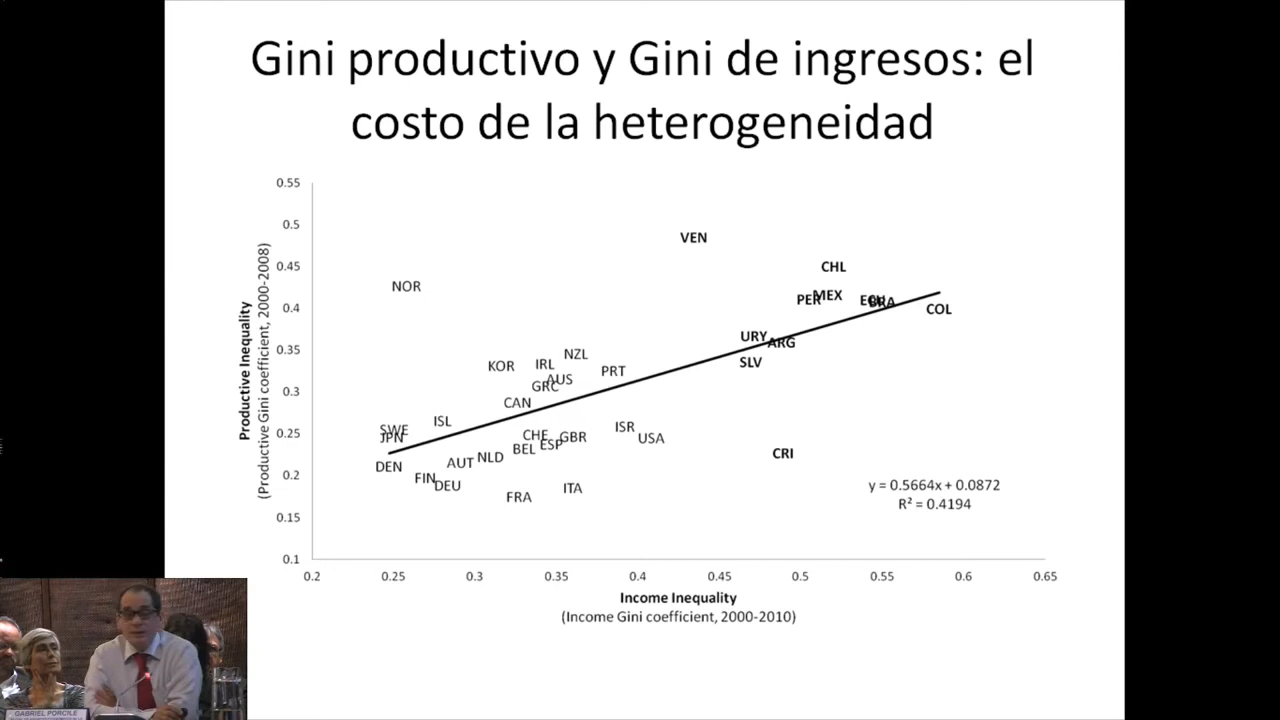 Gini productivo y Gini de ingresos: el
costo de la heterogeneidad
Productive Inequality
(Productive Gini coefficient, 2000-2008)
0.55
0.5
0.45
0.4
0.35
0.3
0.25
0.2
0.15
0.1
VEN
CHL
NOR
PER MEX ECU BRA
COL
URY ARG
SLV
NZL
KOR IRL
PRT
AUS
GRC
CAN
ISL
SWE
JPN
ISR
CHE GBR USA
BEL ESP
CRI
NLD
AUT
DEN
FIN
DEU
ITA
FRA
y = 0.5664x + 0.0872
R² = 0.4194
0.2 0.25 0.3 0.35 0.4 0.45 0.5 0.55 0.6 0.65
Income Inequality
(Income Gini coefficient, 2000-2010)
GABRIEL PORCILE